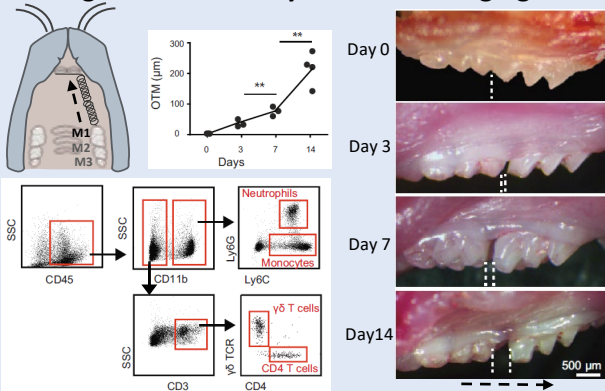 M1
M2
M3
OTM (µm)
300
200
100
0
**
**
0
3
7
14
Days
Day 0
Day 3
Day 7
Day14
500 µm
SSC
CD45
SSC
CD11b
Neutrophils
Ly6G
Monocytes
Ly6C
SSC
CD3
γδ T cells
γδ TCR
CD4 T cells
CD4